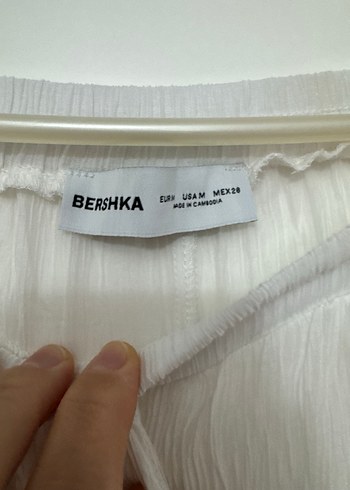 BERSHKA
EUR M USA M MEX 28
MADE IN CAMBODIA